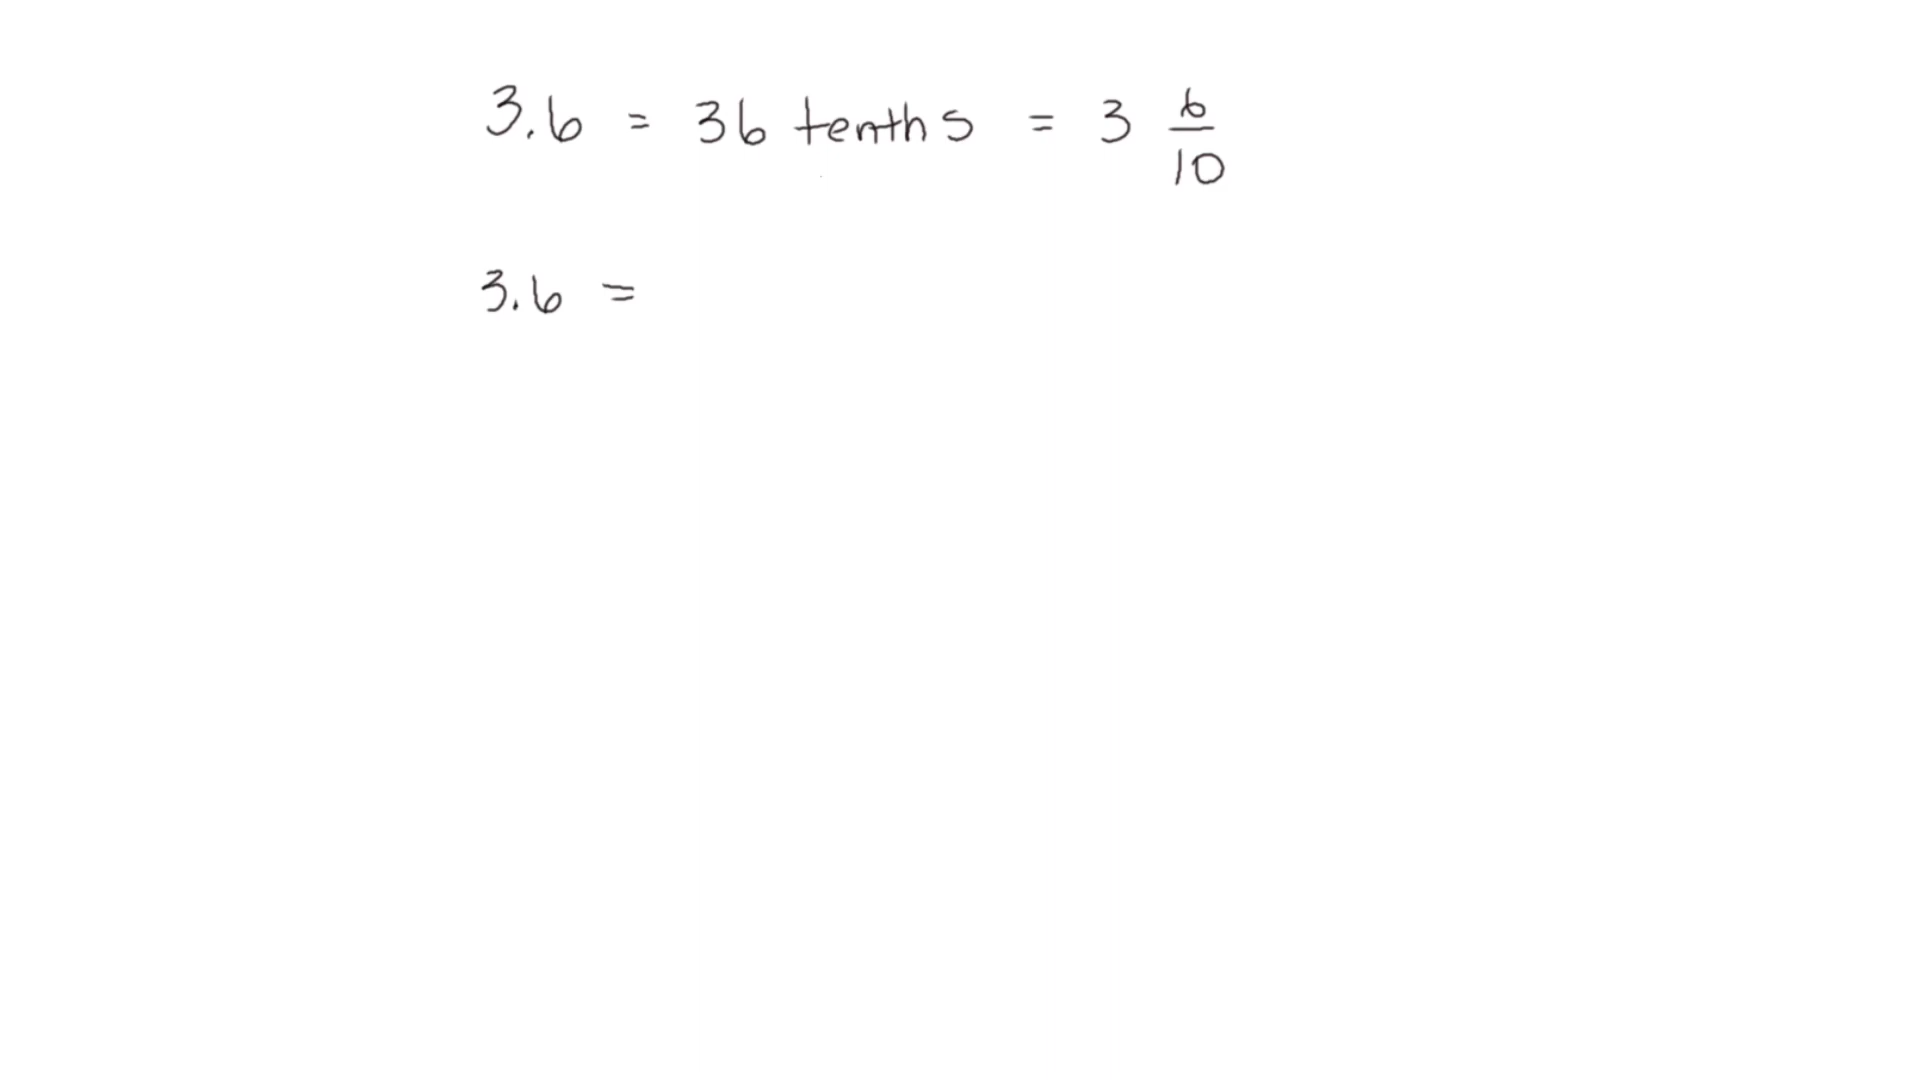 3.6 = 36 tenths = 3 6/10
3.6 =